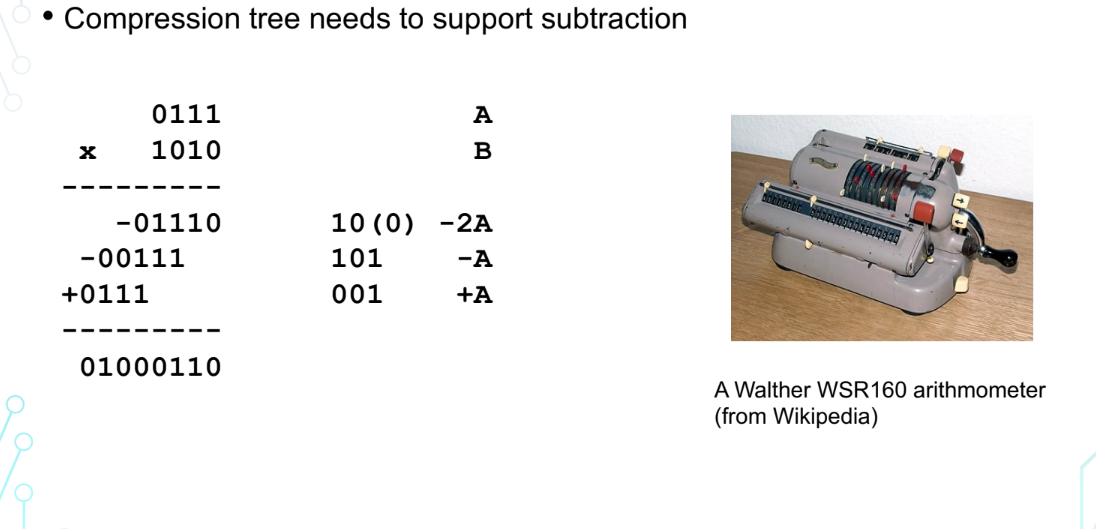 • Compression tree needs to support subtraction
0111 A
x 1010 B
---------
-01110 10(0) -2A
-00111 101 -A
+0111 001 +A
---------
01000110
A Walther WSR160 arithmometer
(from Wikipedia)